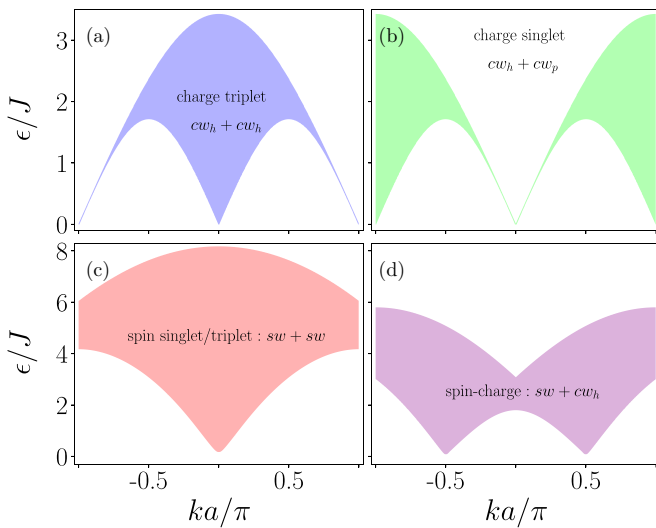 (a)
charge triplet
cw_h + cw_h
ϵ/J
3
2
1
0
(b)
charge singlet
cw_h + cw_p
(c)
spin singlet/triplet : sw + sw
ϵ/J
8
6
4
2
0
-0.5 0.5
ka/π
(d)
spin-charge : sw + cw_h
-0.5 0.5
ka/π